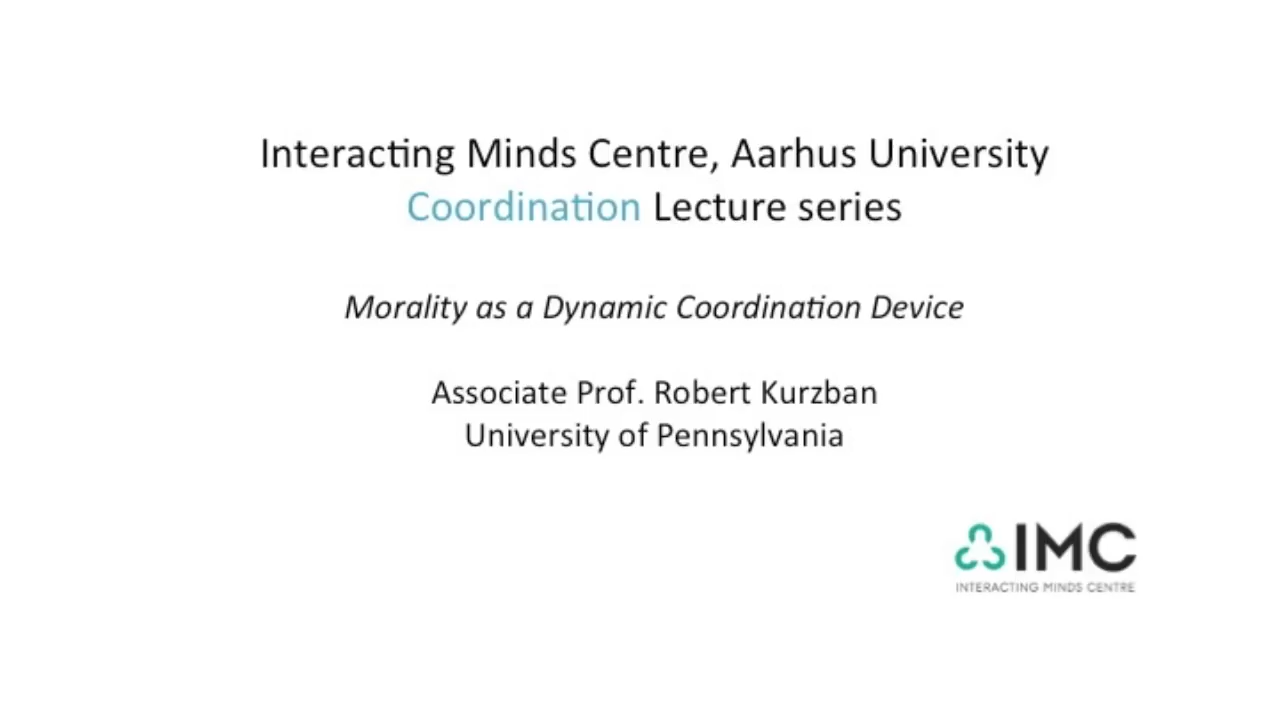 Interacting Minds Centre, Aarhus University
Coordination Lecture series
Morality as a Dynamic Coordination Device
Associate Prof. Robert Kurzban
University of Pennsylvania
IMC
INTERACTING MINDS CENTRE